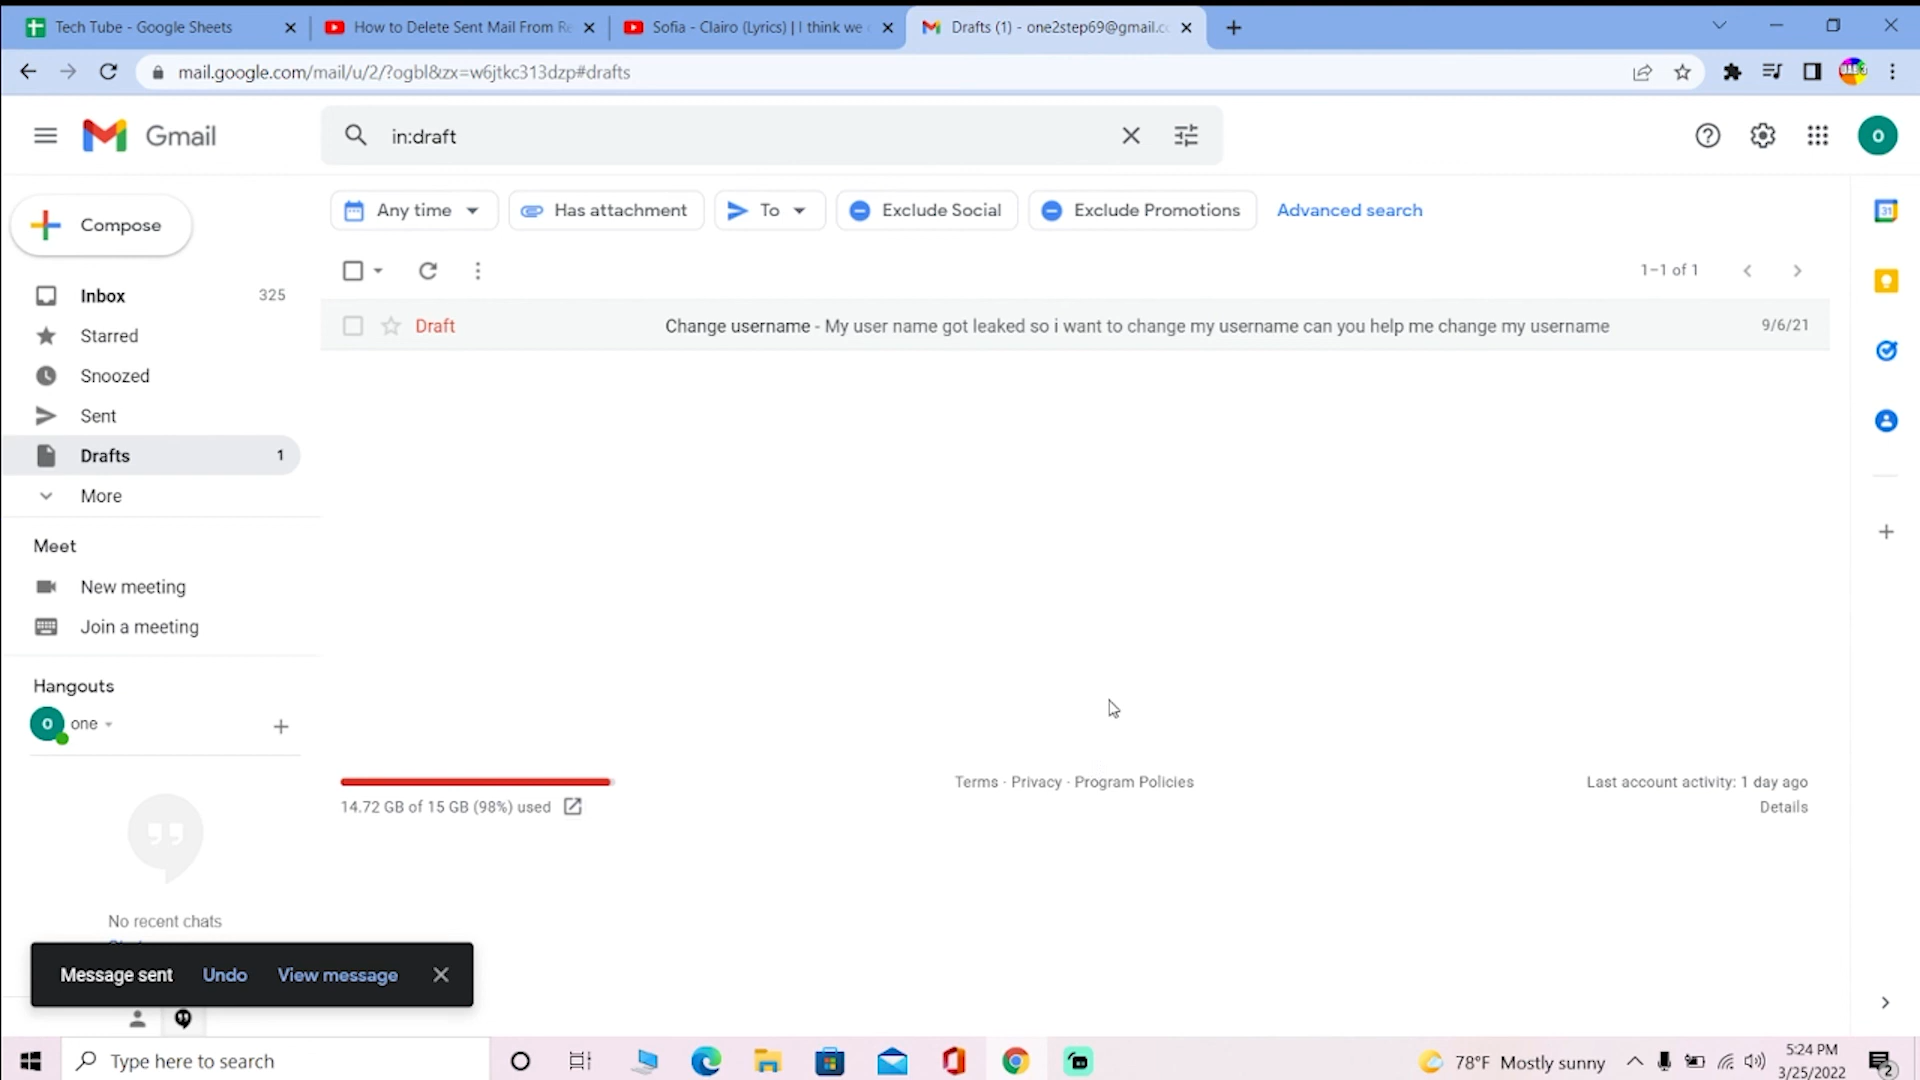 Tech Tube - Google Sheets
How to Delete Sent Mail From Re
Sofia - Clairo (Lyrics) | I think we
Drafts (1) - one2step69@gmail.c
mail.google.com/mail/u/2/?ogbl&zx=w6jtkc313dzp#drafts
Gmail
in:draft
o
Compose
Any time
Has attachment
To
Exclude Social
Exclude Promotions
Advanced search
31
1–1 of 1
Inbox 325
Draft
Change username - My user name got leaked so i want to change my username can you help me change my username
9/6/21
Starred
Snoozed
Sent
Drafts 1
More
Meet
New meeting
Join a meeting
Hangouts
o one
14.72 GB of 15 GB (98%) used
Terms · Privacy · Program Policies
Last account activity: 1 day ago
Details
No recent chats
Message sent Undo View message
Type here to search
78°F Mostly sunny
5:24 PM
3/25/2022
2